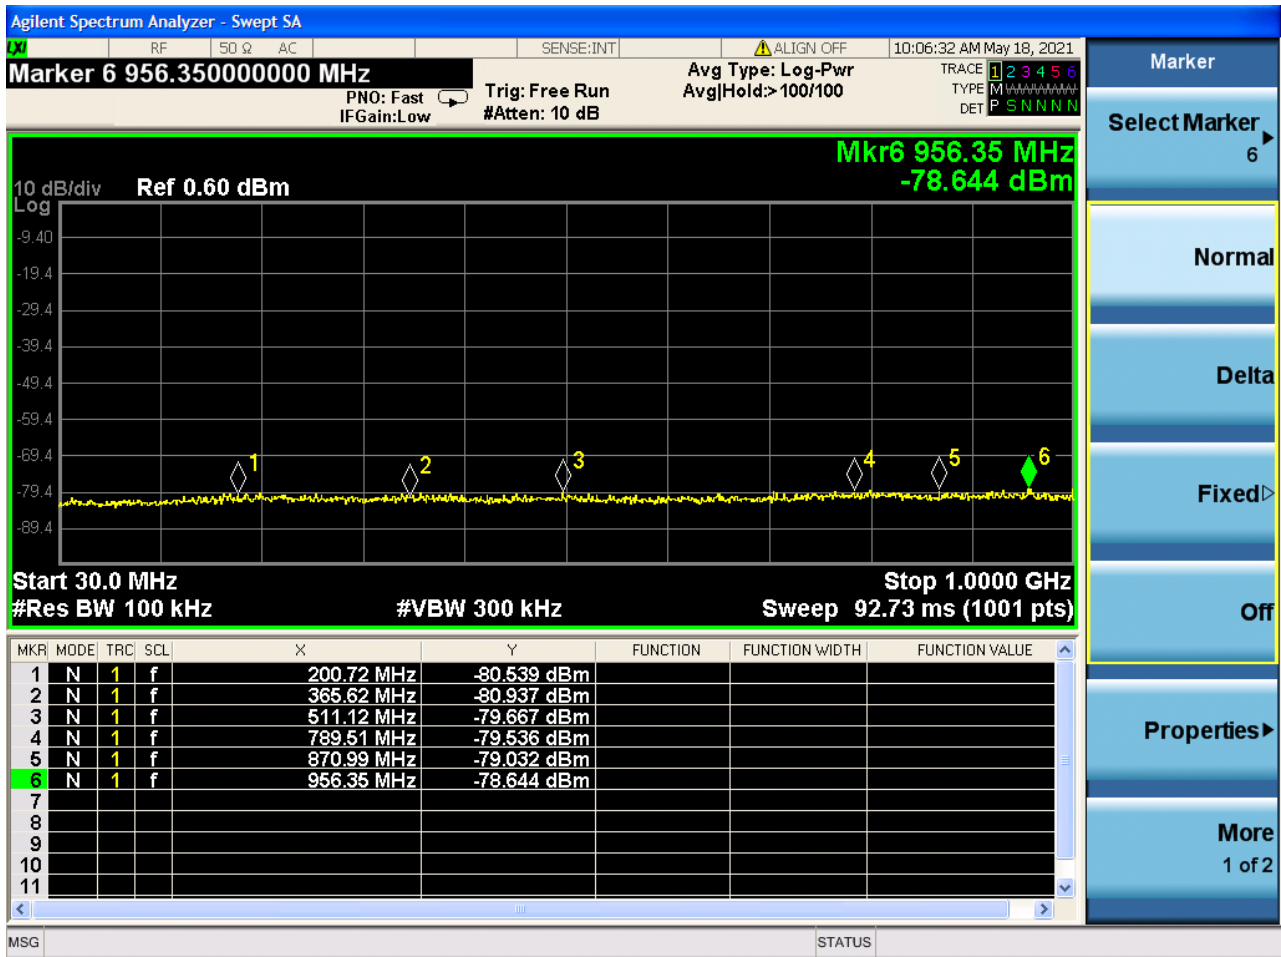 Agilent Spectrum Analyzer - Swept SA
LXI RF 50 Ω AC SENSE:INT ALIGN OFF 10:06:32 AM May 18, 2021
Marker 6 956.350000000 MHz
PNO: Fast
IFGain:Low
Trig: Free Run
#Atten: 10 dB
Avg Type: Log-Pwr
Avg|Hold:>100/100
TRACE 1 2 3 4 5 6
TYPE M WWWWW
DET P S N N N N
Mkr6 956.35 MHz
-78.644 dBm
10 dB/div Ref 0.60 dBm
Log
-9.40
-19.4
-29.4
-39.4
-49.4
-59.4
-69.4
-79.4
-89.4
1 2 3 4 5 6
Start 30.0 MHz Stop 1.0000 GHz
#Res BW 100 kHz #VBW 300 kHz Sweep 92.73 ms (1001 pts)
MKR MODE TRC SCL X Y FUNCTION FUNCTION WIDTH FUNCTION VALUE
1 N 1 f 200.72 MHz -80.539 dBm
2 N 1 f 365.62 MHz -80.937 dBm
3 N 1 f 511.12 MHz -79.667 dBm
4 N 1 f 789.51 MHz -79.536 dBm
5 N 1 f 870.99 MHz -79.032 dBm
6 N 1 f 956.35 MHz -78.644 dBm
7
8
9
10
11
MSG STATUS
Marker
Select Marker
6
Normal
Delta
Fixed
Off
Properties
More
1 of 2